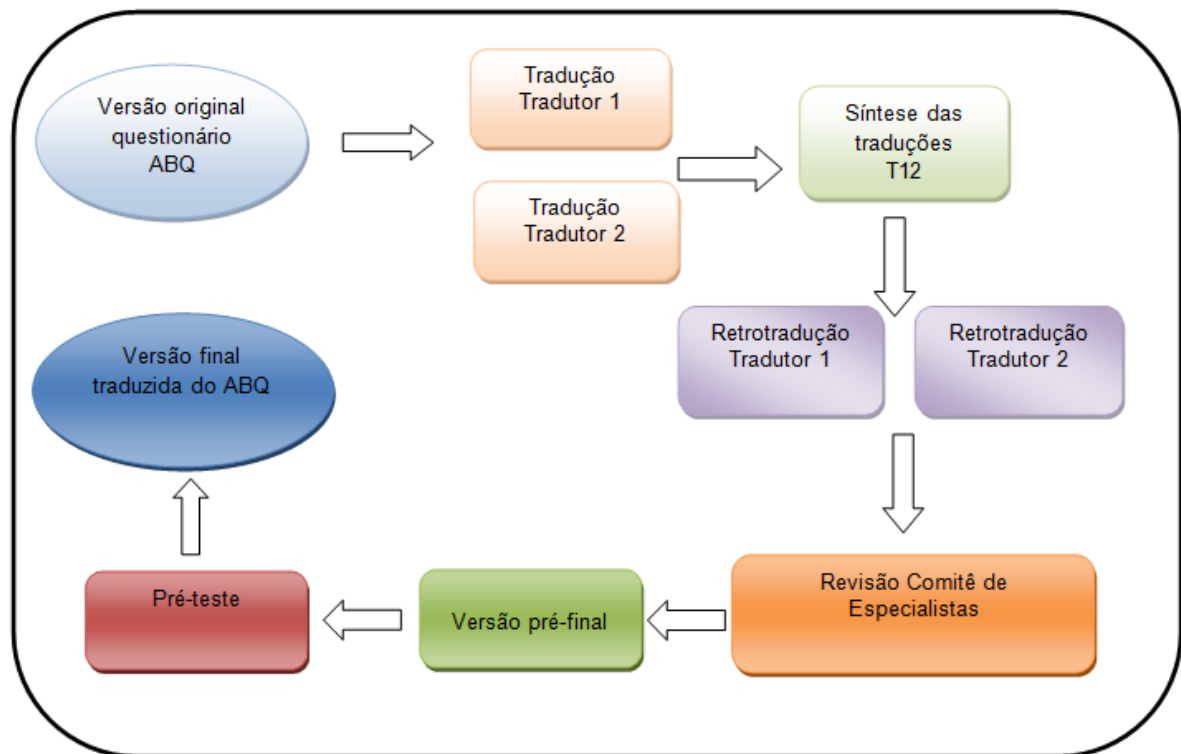 Versão original
questionário
ABQ
Tradução
Tradutor 1
Tradução
Tradutor 2
Síntese das
traduções
T12
Retrotradução
Tradutor 1
Retrotradução
Tradutor 2
Revisão Comitê de
Especialistas
Versão pré-final
Pré-teste
Versão final
traduzida do ABQ